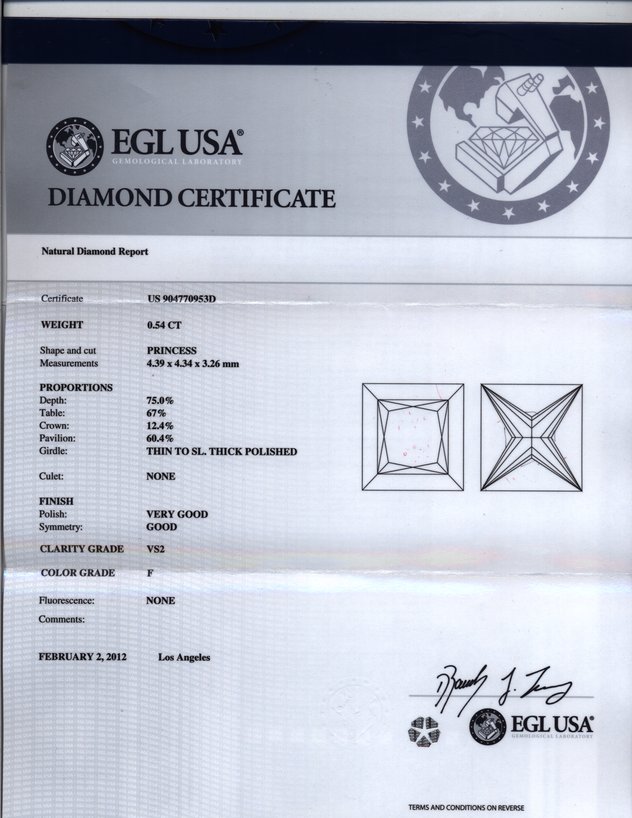 EGL USA®
GEMOLOGICAL LABORATORY
DIAMOND CERTIFICATE
Natural Diamond Report
Certificate US 904770953D
WEIGHT 0.54 CT
Shape and cut PRINCESS
Measurements 4.39 x 4.34 x 3.26 mm
PROPORTIONS
Depth: 75.0%
Table: 67%
Crown: 12.4%
Pavilion: 60.4%
Girdle: THIN TO SL. THICK POLISHED
Culet: NONE
FINISH
Polish: VERY GOOD
Symmetry: GOOD
CLARITY GRADE VS2
COLOR GRADE F
Fluorescence: NONE
Comments:
FEBRUARY 2, 2012 Los Angeles
EGL USA®
GEMOLOGICAL LABORATORY
TERMS AND CONDITIONS ON REVERSE